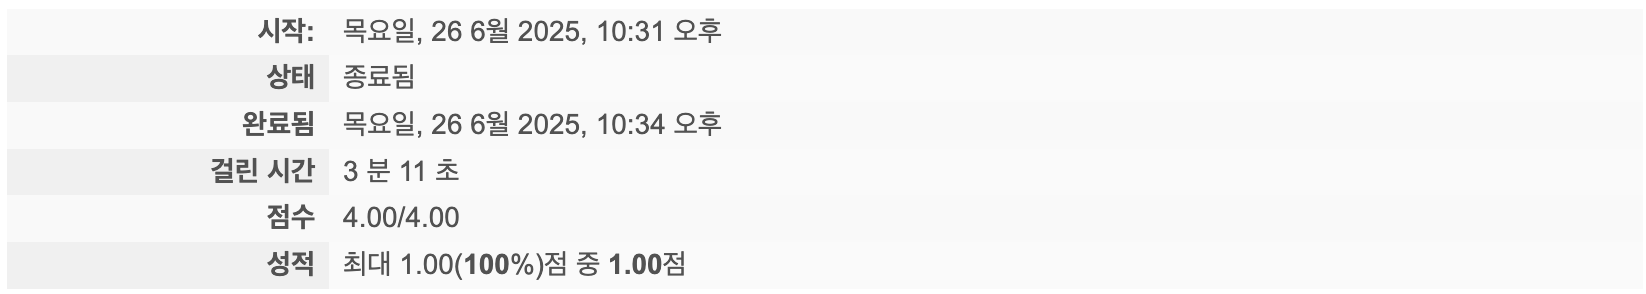 시작: 목요일, 26 6월 2025, 10:31 오후
상태 종료됨
완료됨 목요일, 26 6월 2025, 10:34 오후
걸린 시간 3 분 11 초
점수 4.00/4.00
성적 최대 1.00(100%)점 중 1.00점